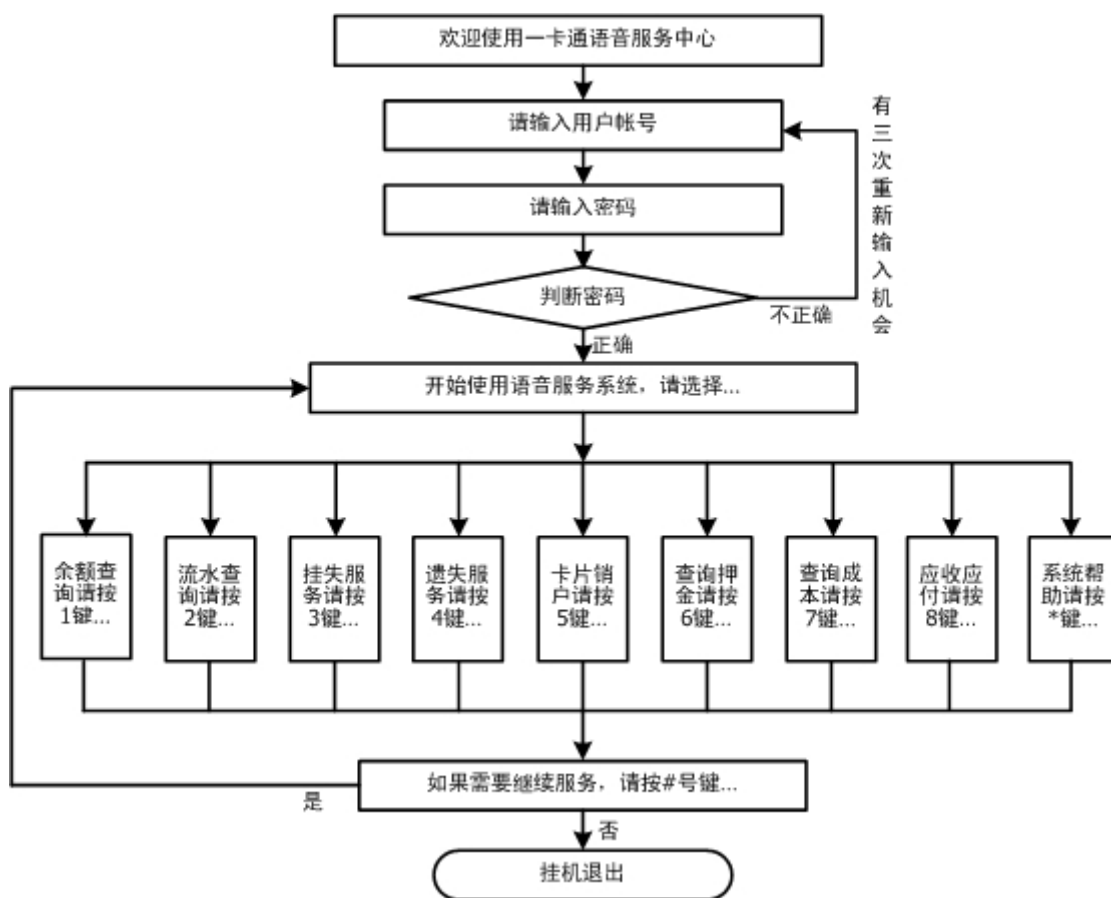 欢迎使用一卡通语音服务中心
请输入用户帐号
有三次重新输入机会
请输入密码
判断密码
不正确
正确
开始使用语音服务系统，请选择...
余额查
询请按
1键...
流水查
询请按
2键...
挂失服
务请按
3键...
遗失服
务请按
4键...
卡片销
户请按
5键...
查询押
金请按
6键...
查询成
本请按
7键...
应收应
付请按
8键...
系统帮
助请按
*键...
如果需要继续服务，请按#号键...
是
否
挂机退出